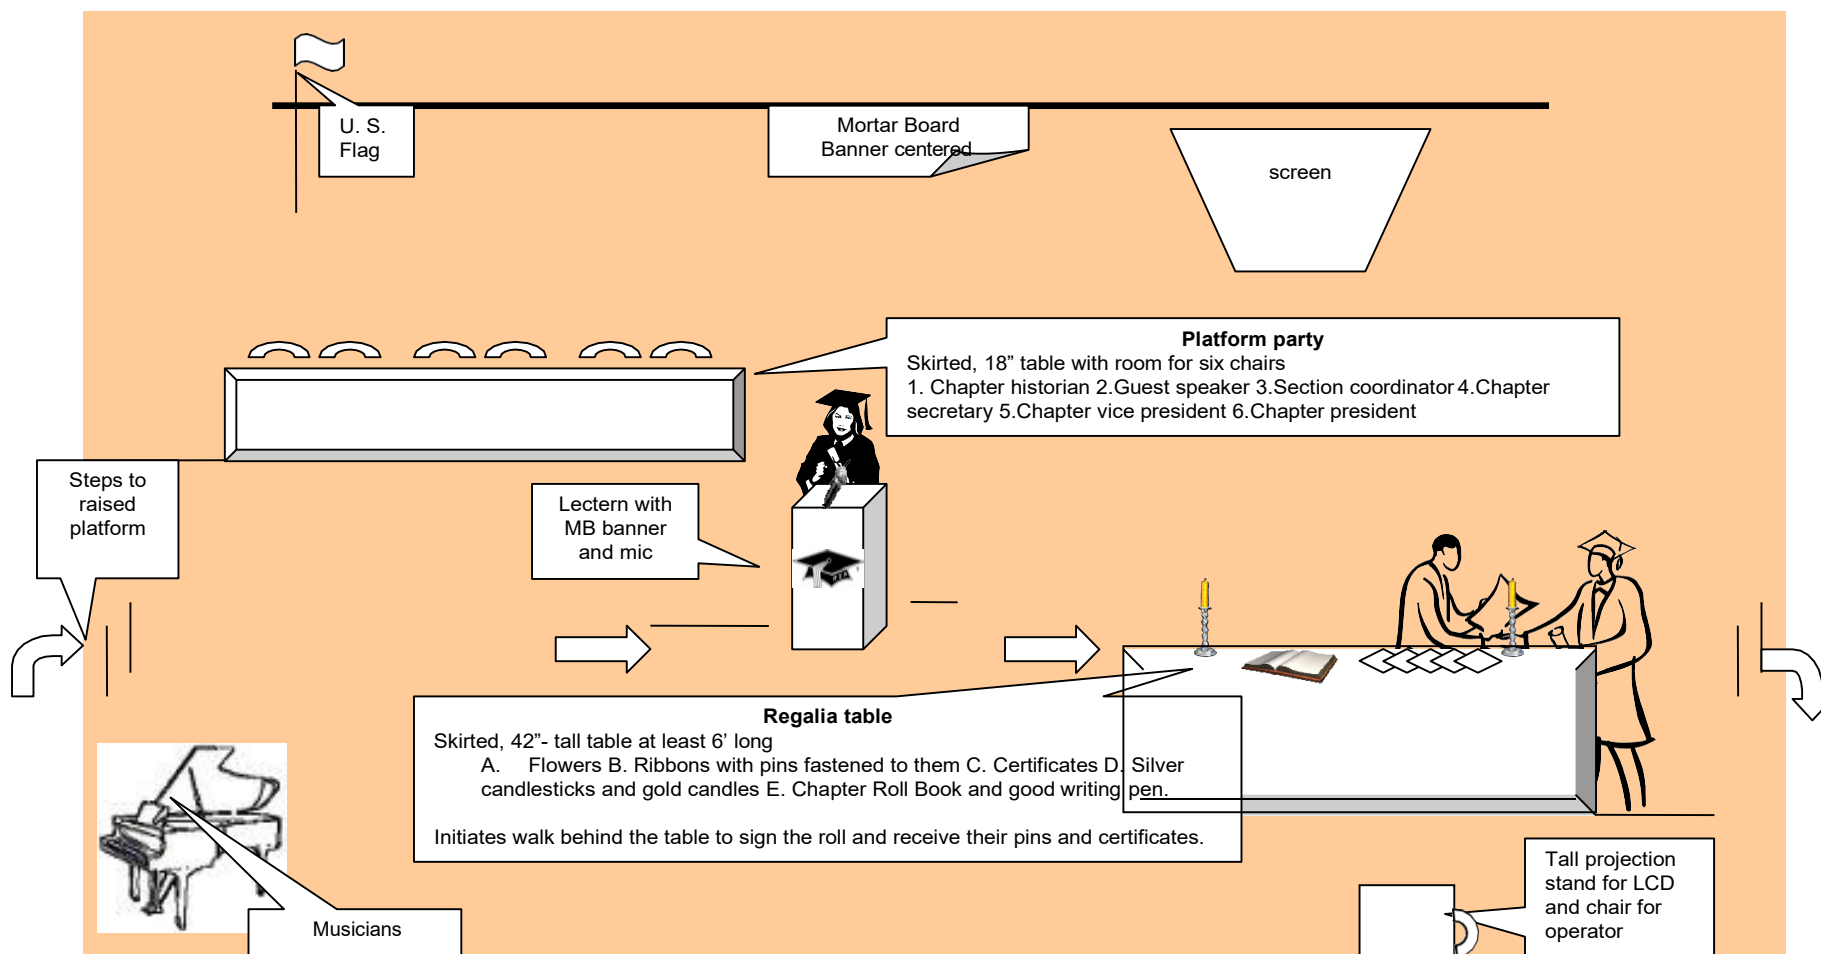 U. S.
Flag
Mortar Board
Banner centered
screen
Platform party
Skirted, 18” table with room for six chairs
1. Chapter historian 2.Guest speaker 3.Section coordinator 4.Chapter
secretary 5.Chapter vice president 6.Chapter president
Steps to
raised
platform
Lectern with
MB banner
and mic
Regalia table
Skirted, 42”- tall table at least 6’ long
A. Flowers B. Ribbons with pins fastened to them C. Certificates D. Silver
candlesticks and gold candles E. Chapter Roll Book and good writing pen.
Initiates walk behind the table to sign the roll and receive their pins and certificates.
Musicians
Tall projection
stand for LCD
and chair for
operator